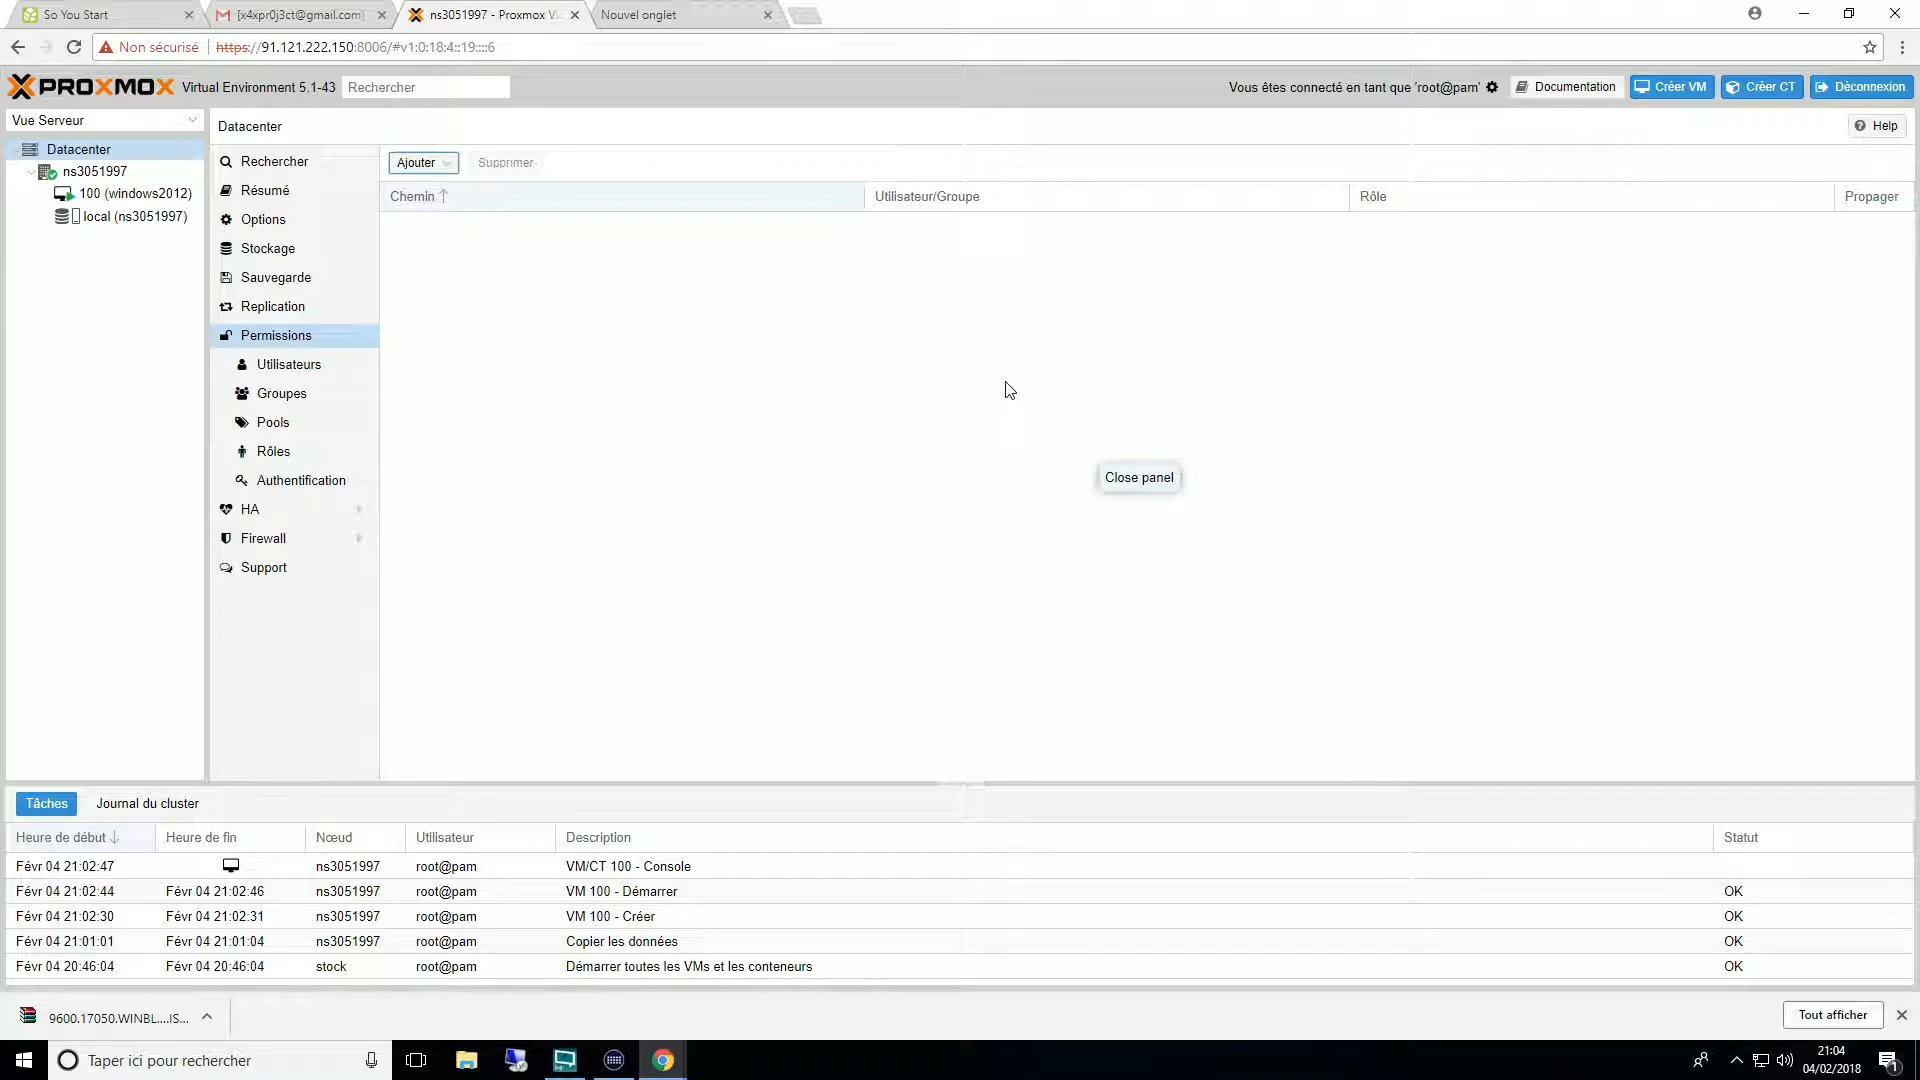 So You Start
[x4xpr0j3ct@gmail.com]
ns3051997 - Proxmox Vi
Nouvel onglet
Non sécurisé
https://91.121.222.150:8006/#v1:0:18:4::19::::6
PROXMOX
Virtual Environment 5.1-43
Rechercher
Vous êtes connecté en tant que 'root@pam'
Documentation
Créer VM
Créer CT
Déconnexion
Vue Serveur
Datacenter
Help
Datacenter
ns3051997
100 (windows2012)
local (ns3051997)
Rechercher
Résumé
Options
Stockage
Sauvegarde
Replication
Permissions
Utilisateurs
Groupes
Pools
Rôles
Authentification
HA
Firewall
Support
Ajouter
Supprimer
Chemin
Utilisateur/Groupe
Rôle
Propager
Close panel
Tâches
Journal du cluster
Heure de début
Heure de fin
Nœud
Utilisateur
Description
Statut
Févr 04 21:02:47
ns3051997
root@pam
VM/CT 100 - Console
Févr 04 21:02:44
Févr 04 21:02:46
ns3051997
root@pam
VM 100 - Démarrer
OK
Févr 04 21:02:30
Févr 04 21:02:31
ns3051997
root@pam
VM 100 - Créer
OK
Févr 04 21:01:01
Févr 04 21:01:04
ns3051997
root@pam
Copier les données
OK
Févr 04 20:46:04
Févr 04 20:46:04
stock
root@pam
Démarrer toutes les VMs et les conteneurs
OK
9600.17050.WINBL....IS...
Tout afficher
Taper ici pour rechercher
21:04
04/02/2018
1